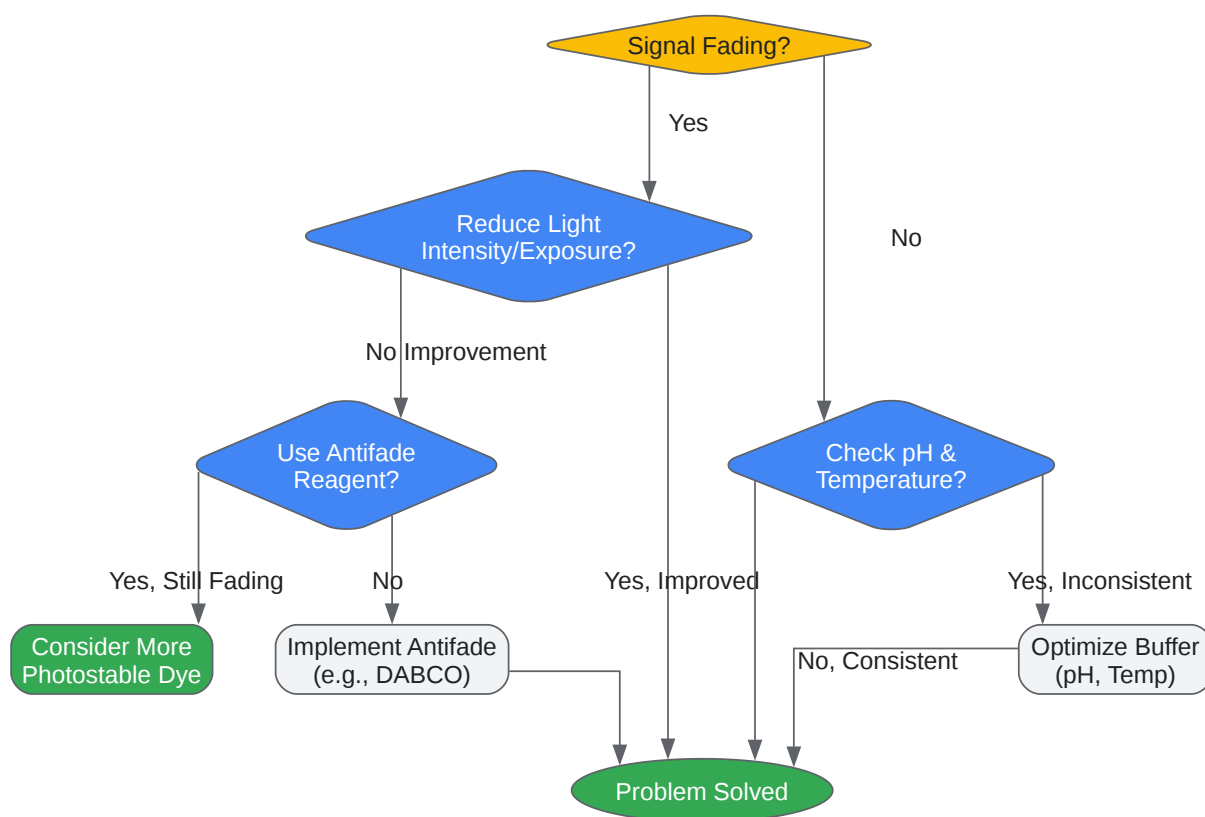 Signal Fading?
Yes
Reduce Light
Intensity/Exposure?
No
No Improvement
Use Antifade
Reagent?
Check pH &
Temperature?
Yes, Still Fading
No
Yes, Improved
Yes, Inconsistent
Consider More
Photostable Dye
Implement Antifade
(e.g., DABCO)
No, Consistent
Optimize Buffer
(pH, Temp)
Problem Solved